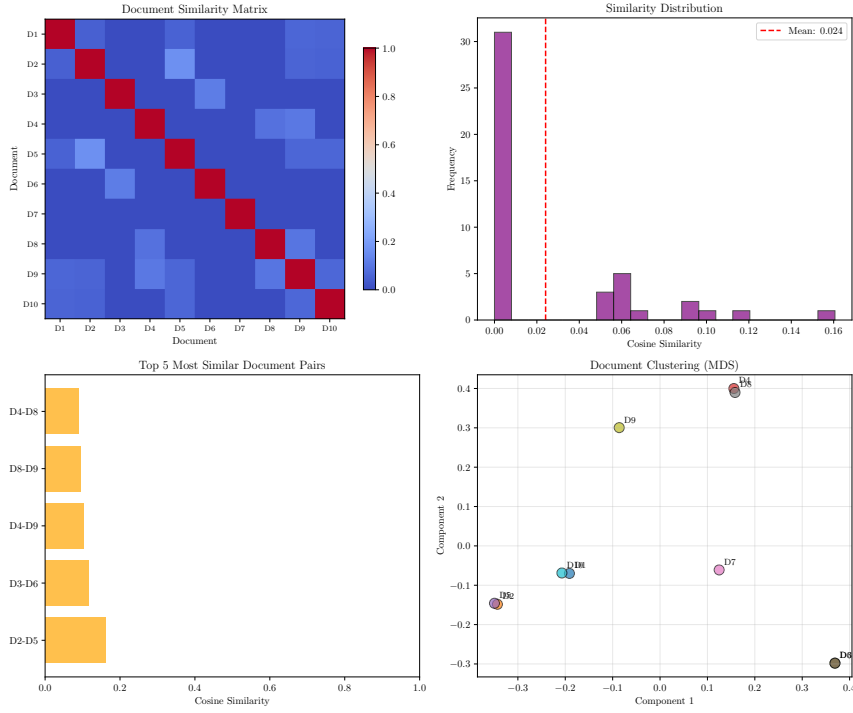 Document Similarity Matrix
D1
D2
D3
D4
D5
D6
D7
D8
D9
D10
Document
D1 D2 D3 D4 D5 D6 D7 D8 D9 D10
Document
1.0
0.8
0.6
0.4
0.2
0.0
Similarity Distribution
Mean: 0.024
30
25
20
15
10
5
0
Frequency
0.00 0.02 0.04 0.06 0.08 0.10 0.12 0.14 0.16
Cosine Similarity
Top 5 Most Similar Document Pairs
D4-D8
D8-D9
D4-D9
D3-D6
D2-D5
0.0 0.2 0.4 0.6 0.8 1.0
Cosine Similarity
Document Clustering (MDS)
0.4
0.3
0.2
0.1
0.0
−0.1
−0.2
−0.3
Component 2
D4
D8
D9
D7
D5
D2
−0.3 −0.2 −0.1 0.0 0.1 0.2 0.3 0.4
Component 1